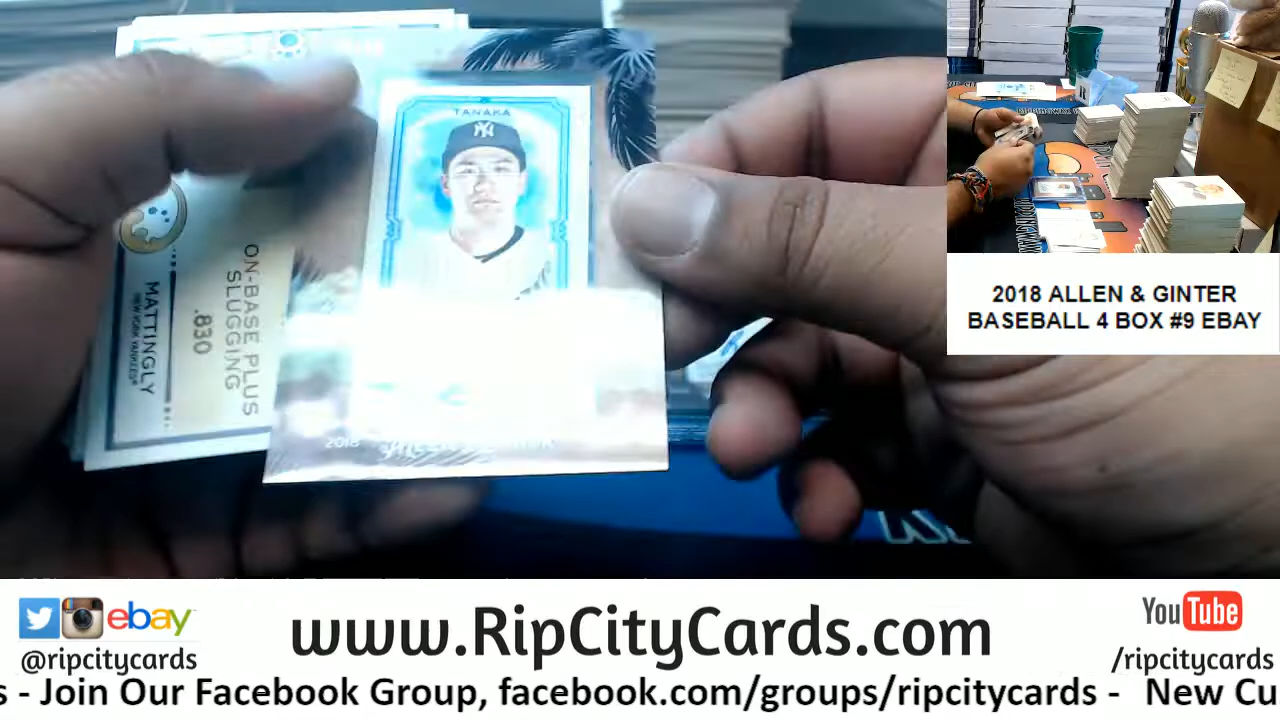 TANAKA
NY
ON-BASE PLUS
SLUGGING
.830
MATTINGLY
NEW YORK YANKEES
2018
2018 ALLEN & GINTER
BASEBALL 4 BOX #9 EBAY
ebay
@ripcitycards
www.RipCityCards.com
YouTube
/ripcitycards
s - Join Our Facebook Group, facebook.com/groups/ripcitycards - New Cu